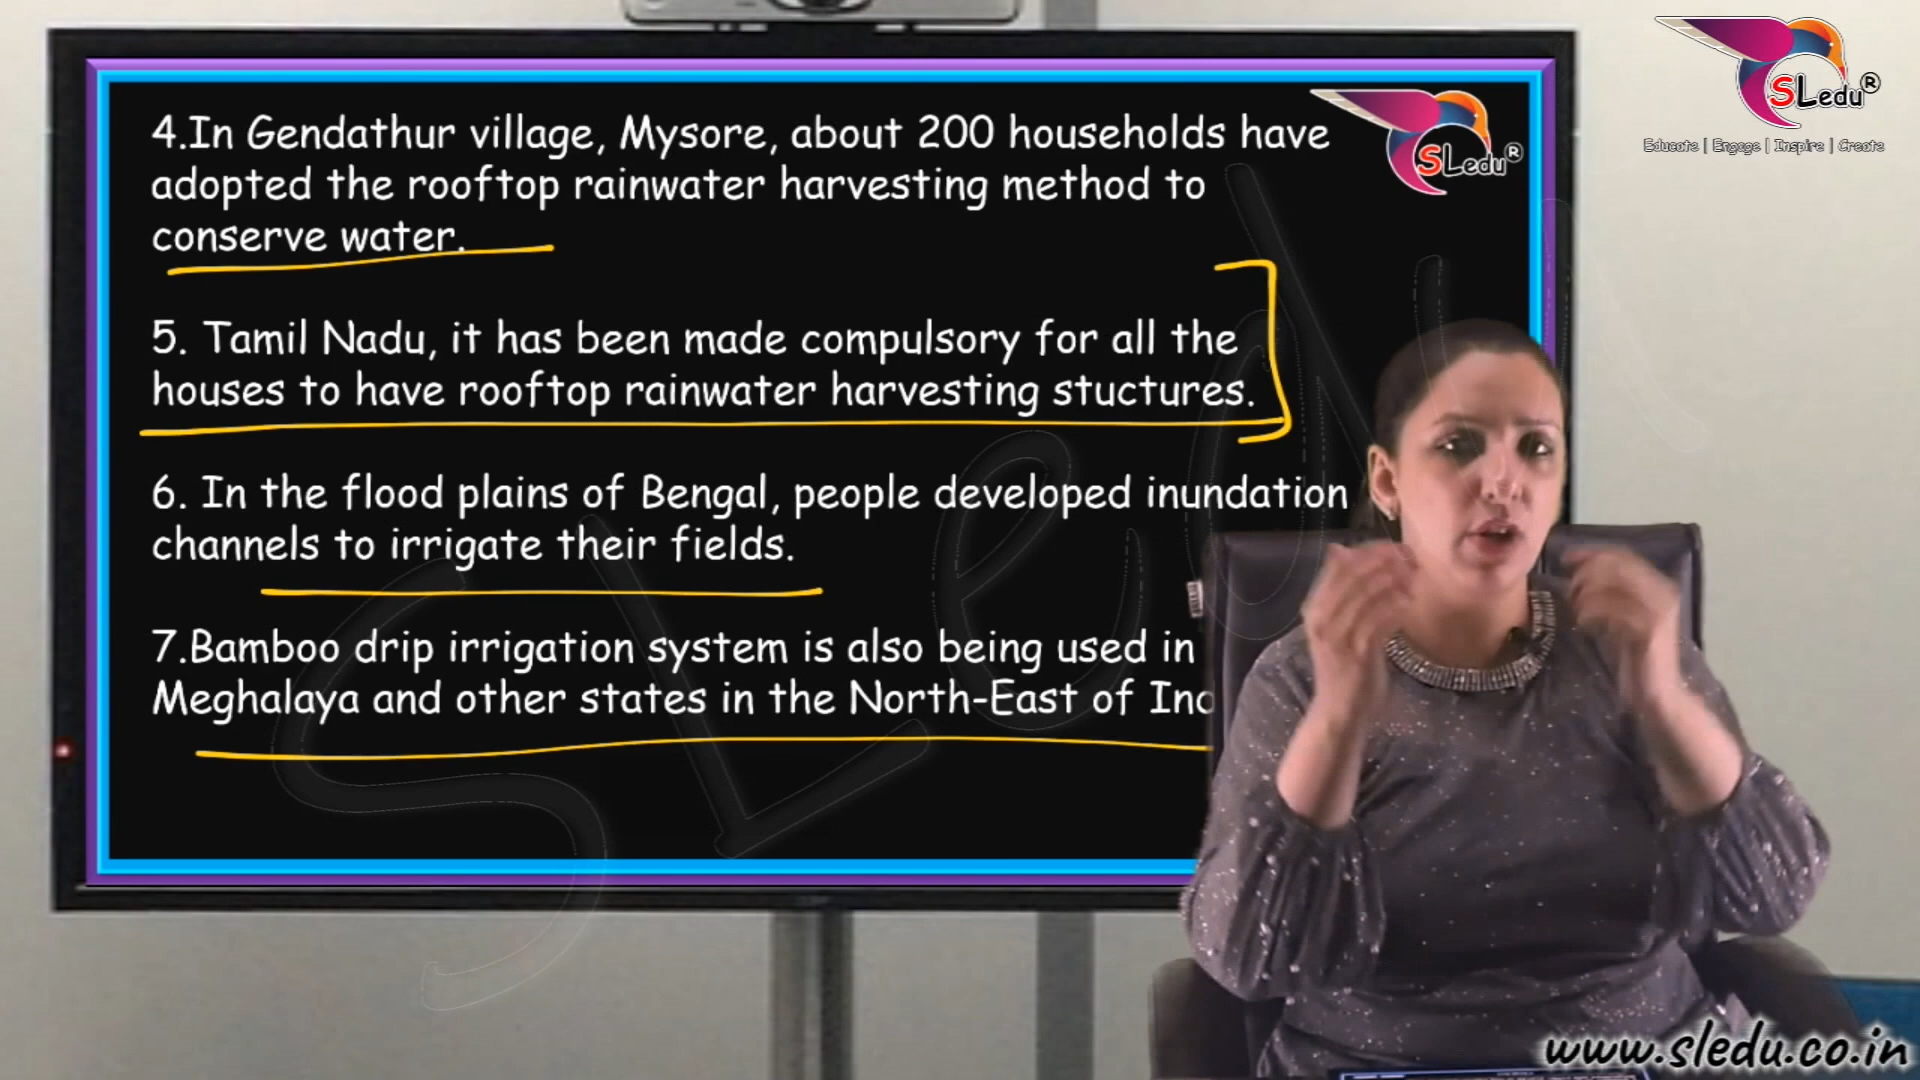 4.In Gendathur village, Mysore, about 200 households have
adopted the rooftop rainwater harvesting method to
conserve water.
5. Tamil Nadu, it has been made compulsory for all the
houses to have rooftop rainwater harvesting stuctures.
6. In the flood plains of Bengal, people developed inundation
channels to irrigate their fields.
7.Bamboo drip irrigation system is also being used in
Meghalaya and other states in the North-East of
SLedu®
SLedu®
Educate | Engage | Inspire | Create
SLedu
www.sledu.co.in